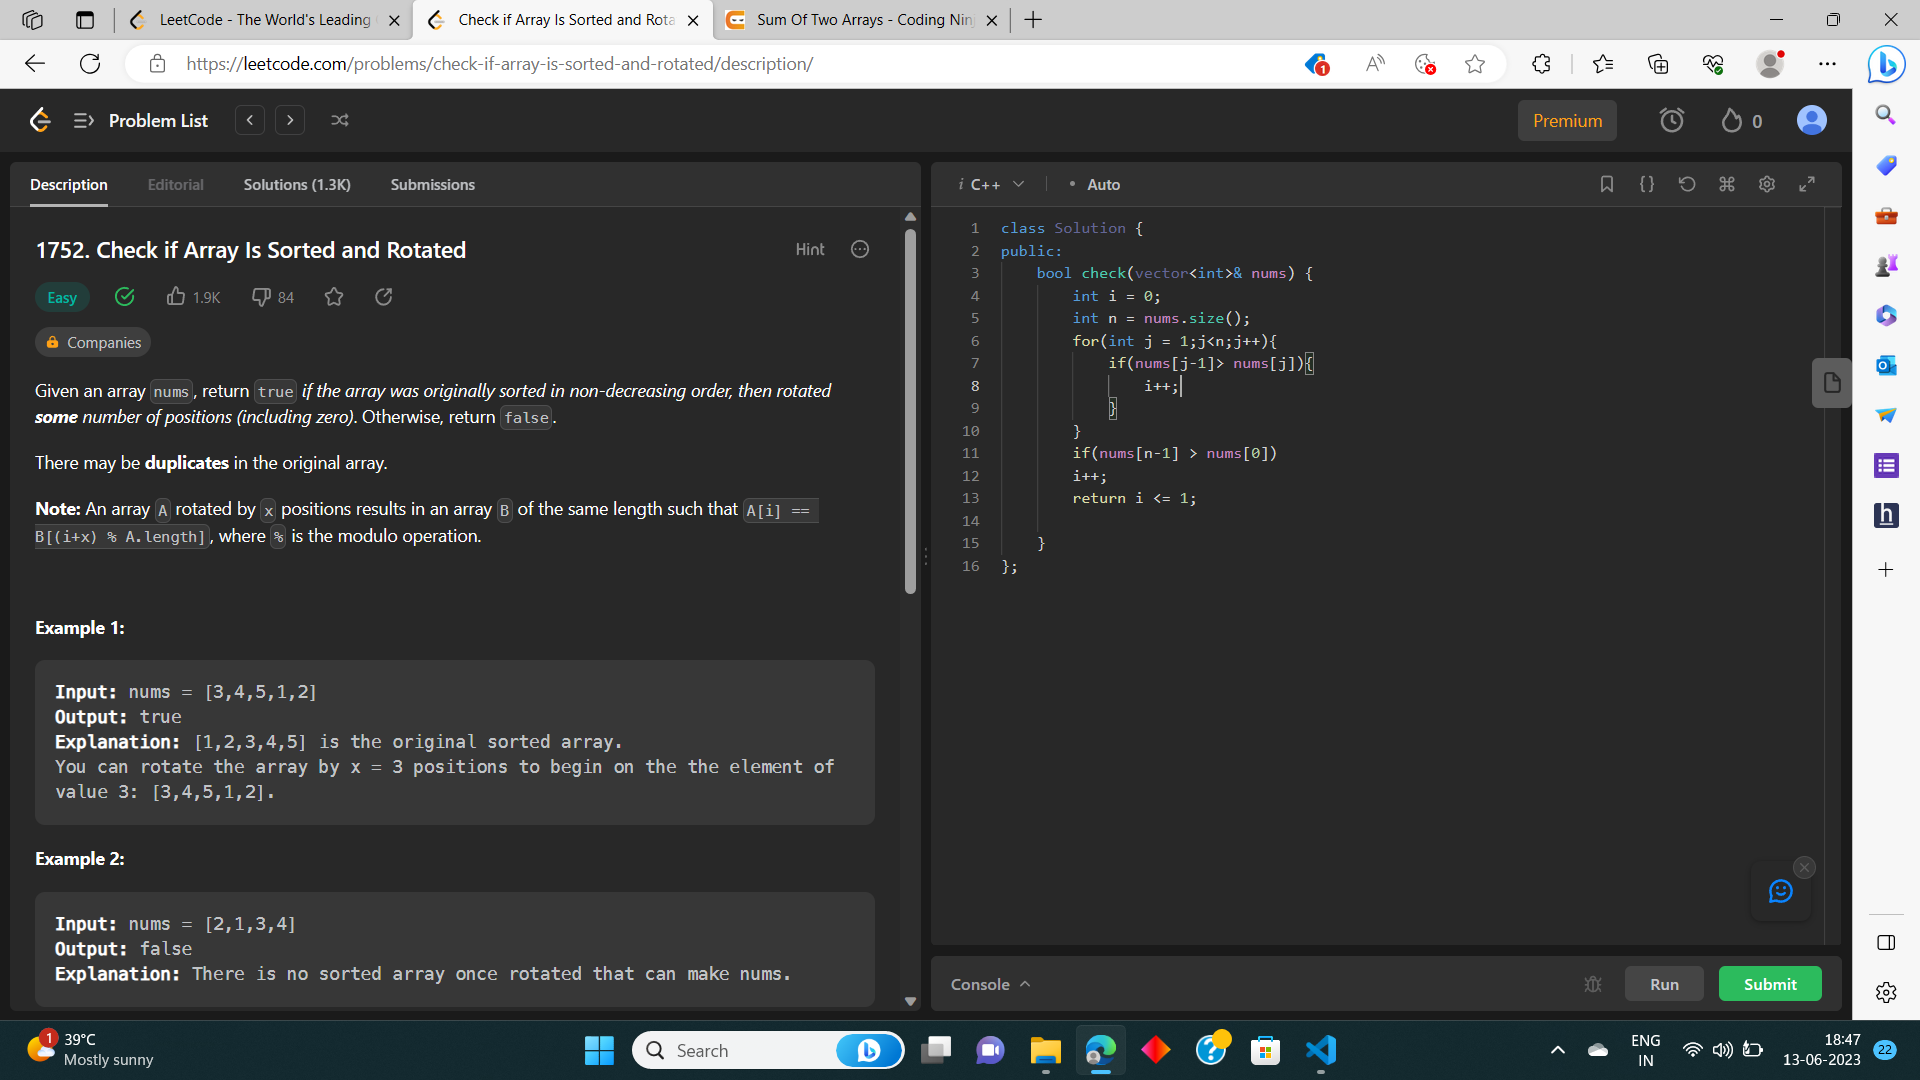 LeetCode - The World's Leading
Check if Array Is Sorted and Rota
Sum Of Two Arrays - Coding Nin
https://leetcode.com/problems/check-if-array-is-sorted-and-rotated/description/
1
Problem List
Premium
0
Description
Editorial
Solutions (1.3K)
Submissions
1752. Check if Array Is Sorted and Rotated
Hint
Easy
1.9K
84
Companies
Given an array nums, return true if the array was originally sorted in non-decreasing order, then rotated
some number of positions (including zero). Otherwise, return false.
There may be duplicates in the original array.
Note: An array A rotated by x positions results in an array B of the same length such that A[i] ==
B[(i+x) % A.length], where % is the modulo operation.
Example 1:
Input: nums = [3,4,5,1,2]
Output: true
Explanation: [1,2,3,4,5] is the original sorted array.
You can rotate the array by x = 3 positions to begin on the the element of
value 3: [3,4,5,1,2].
Example 2:
Input: nums = [2,1,3,4]
Output: false
Explanation: There is no sorted array once rotated that can make nums.
i C++
• Auto
1 class Solution {
2 public:
3 bool check(vector<int>& nums) {
4 int i = 0;
5 int n = nums.size();
6 for(int j = 1;j<n;j++){
7 if(nums[j-1]> nums[j]){
8 i++;
9 }
10 }
11 if(nums[n-1] > nums[0])
12 i++;
13 return i <= 1;
14
15 }
16 };
Console
Run
Submit
1
39°C
Mostly sunny
Search
ENG
IN
18:47
13-06-2023
22